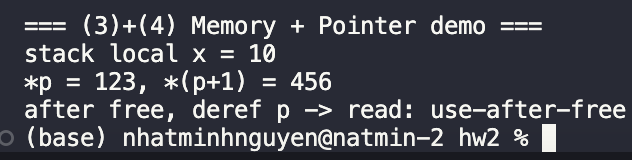 === (3)+(4) Memory + Pointer demo ===
stack local x = 10
*p = 123, *(p+1) = 456
after free, deref p -> read: use-after-free
(base) nhatminhnguyen@natmin-2 hw2 %